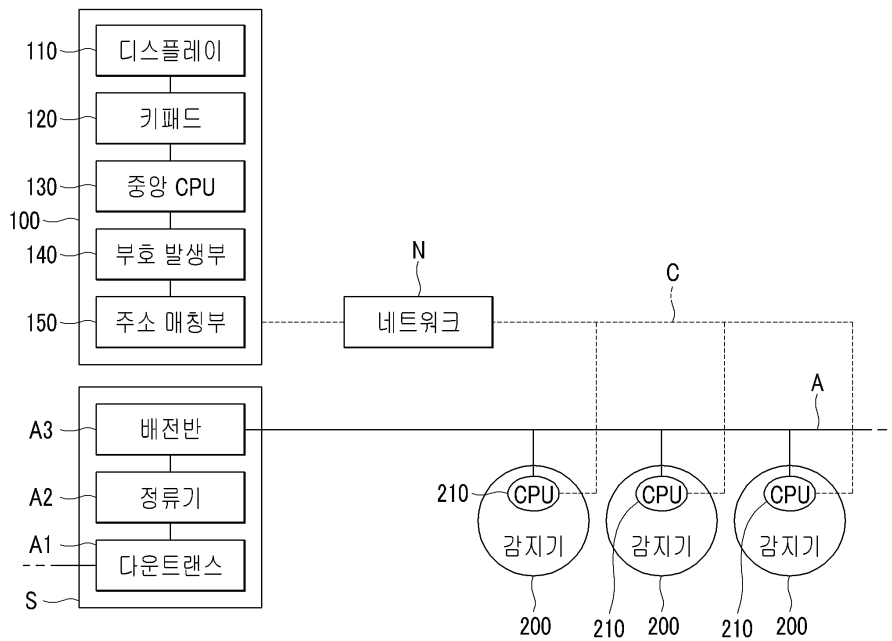 110 디스플레이
120 키패드
130 중앙 CPU
100
140 부호 발생부
150 주소 매칭부
N
네트워크
C
A
A3 배전반
A2 정류기
A1 다운트랜스
S
210 CPU CPU CPU
감지기 감지기 감지기
200 210 200 210 200